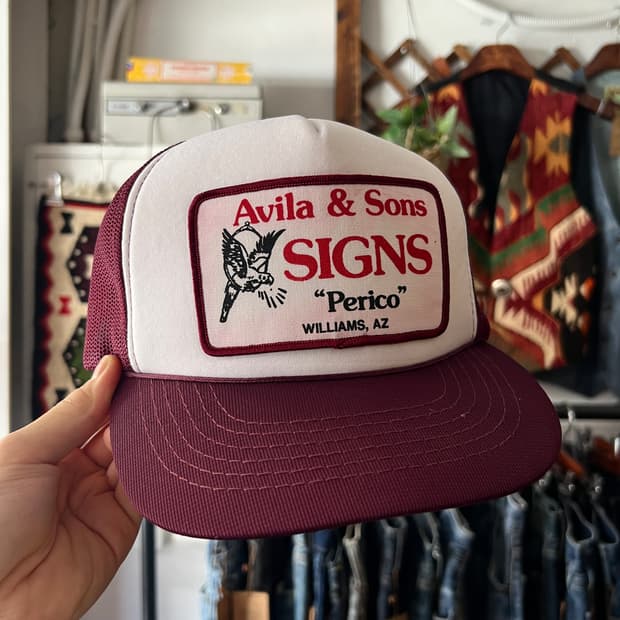 Avila & Sons
SIGNS
“Perico”
WILLIAMS, AZ